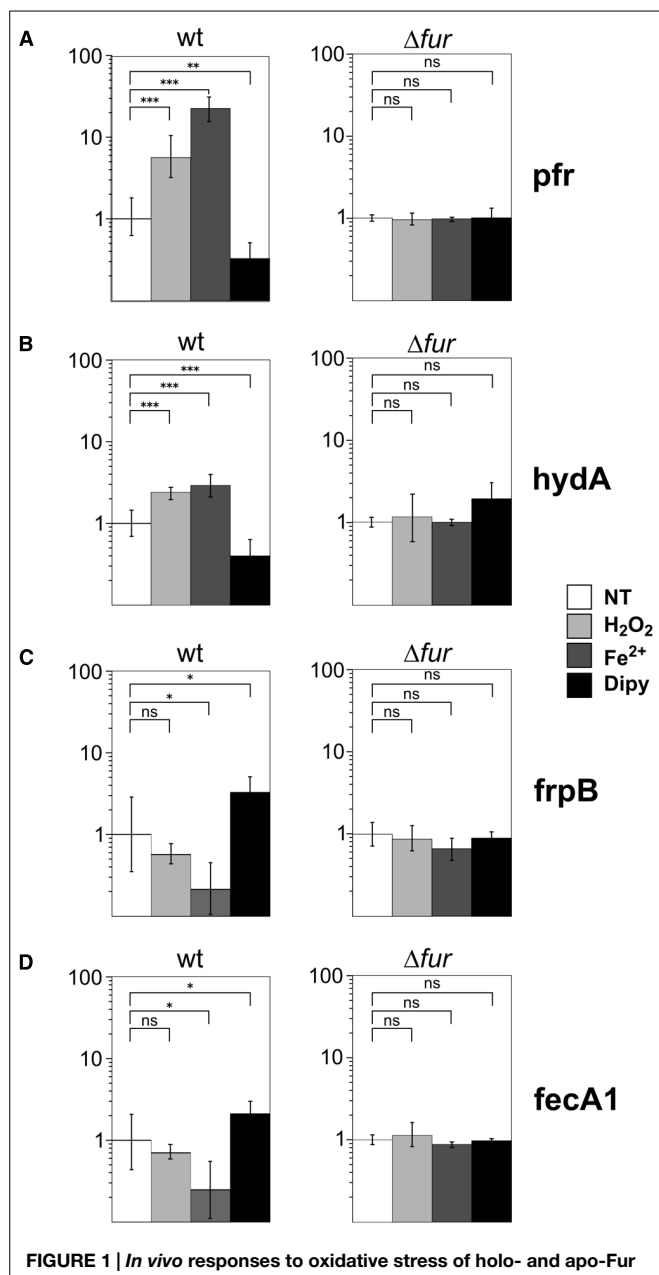 A
wt
Δfur
100
10
1
**
***
***
100
10
1
ns
ns
ns
pfr
B
wt
Δfur
100
10
1
***
***
***
100
10
1
ns
ns
ns
hydA
NT
H₂O₂
Fe²⁺
Dipy
C
wt
Δfur
100
10
1
*
*
ns
100
10
1
ns
ns
ns
frpB
D
wt
Δfur
100
10
1
*
*
ns
100
10
1
ns
ns
ns
fecA1
FIGURE 1 | In vivo responses to oxidative stress of holo- and apo-Fur